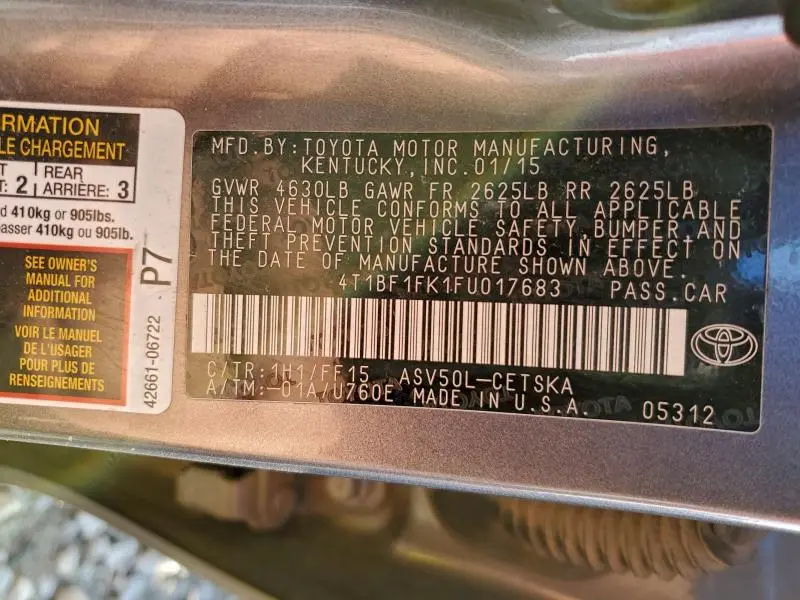 RMATION
LE CHARGEMENT
T: 2 REAR ARRIÈRE: 3
d 410kg or 905lbs.
passer 410kg ou 905lb.
SEE OWNER'S
MANUAL FOR
ADDITIONAL
INFORMATION
VOIR LE MANUEL
DE L'USAGER
POUR PLUS DE
RENSEIGNEMENTS
42661-06722 P7
MFD.BY:TOYOTA MOTOR MANUFACTURING,
KENTUCKY, INC.01/15
GVWR 4630LB GAWR FR 2625LB RR 2625LB
THIS VEHICLE CONFORMS TO ALL APPLICABLE
FEDERAL MOTOR VEHICLE SAFETY,BUMPER,AND
THEFT PREVENTION STANDARDS IN EFFECT ON
THE DATE OF MANUFACTURE SHOWN ABOVE.
4T1BF1FK1FU017683 PASS.CAR
C/TR:1H1/FF15 ASV50L-CETSKA
A/TM:-01A/U760E MADE IN U.S.A. 05312